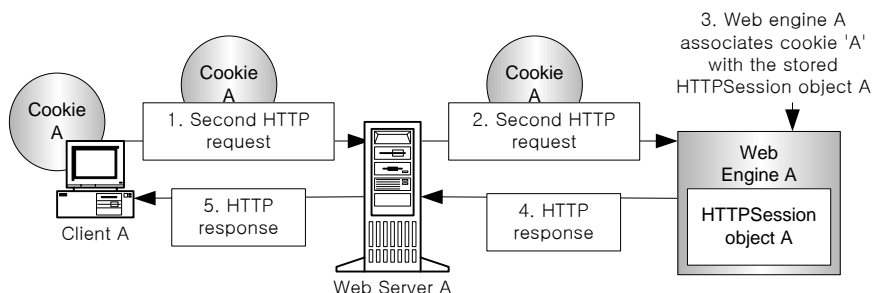 3. Web engine A
associates cookie 'A'
with the stored
HTTPSession object A
Cookie
A
Cookie
A
Cookie
A
1. Second HTTP
request
2. Second HTTP
request
Web
Engine A
HTTPSession
object A
5. HTTP
response
4. HTTP
response
Client A
Web Server A